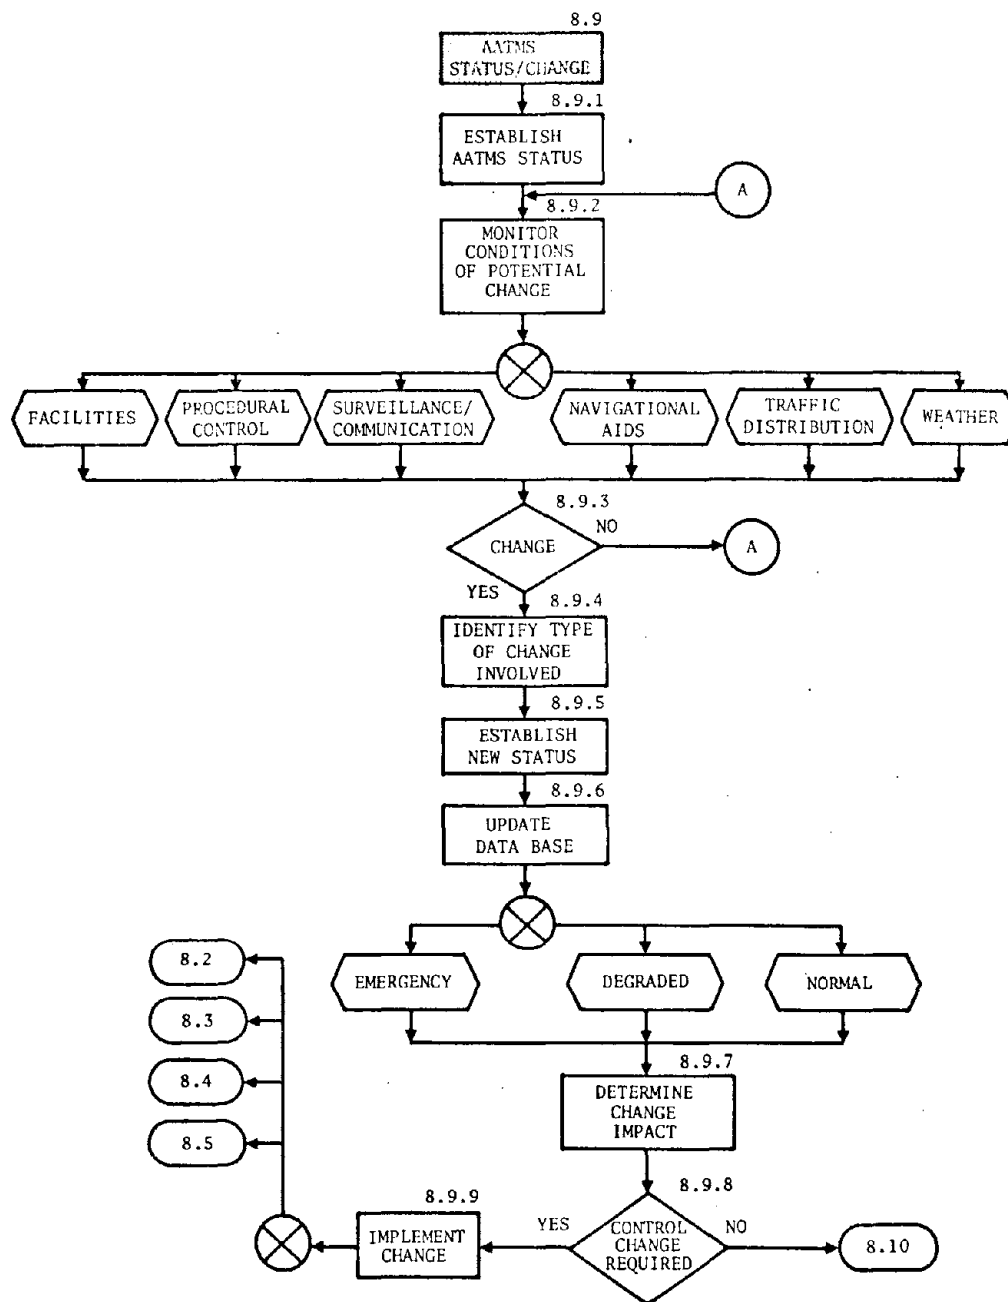 8.9
AATMS
STATUS/CHANGE
8.9.1
ESTABLISH
AATMS STATUS
A
8.9.2
MONITOR
CONDITIONS
OF POTENTIAL
CHANGE
FACILITIES
PROCEDURAL
CONTROL
SURVEILLANCE/
COMMUNICATION
NAVIGATIONAL
AIDS
TRAFFIC
DISTRIBUTION
WEATHER
8.9.3
CHANGE
NO
A
YES
8.9.4
IDENTIFY TYPE
OF CHANGE
INVOLVED
8.9.5
ESTABLISH
NEW STATUS
8.9.6
UPDATE
DATA BASE
EMERGENCY
DEGRADED
NORMAL
8.2
8.3
8.4
8.5
8.9.7
DETERMINE
CHANGE
IMPACT
8.9.8
CONTROL
CHANGE
REQUIRED
YES
NO
8.9.9
IMPLEMENT
CHANGE
8.10